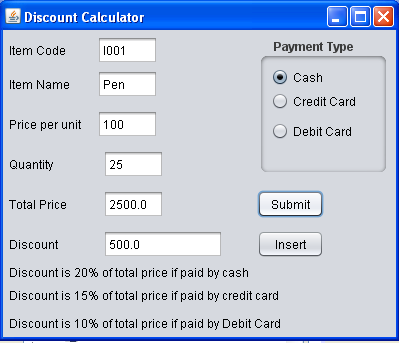 Discount Calculator
Item Code I001
Payment Type
Item Name Pen
Cash
Credit Card
Price per unit 100
Debit Card
Quantity 25
Total Price 2500.0 Submit
Discount 500.0 Insert
Discount is 20% of total price if paid by cash
Discount is 15% of total price if paid by credit card
Discount is 10% of total price if paid by Debit Card